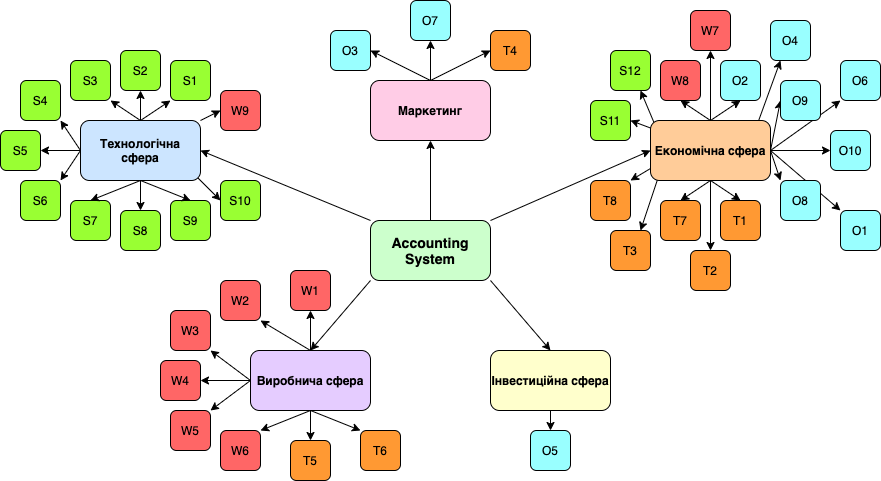 O7
W7
O3
T4
O4
S2
S12
S3
S1
W8
O2
O6
S4
O9
W9
Маркетинг
S11
Технологічна
сфера
Економічна сфера
S5
O10
S6
S10
T8
O8
S7
S9
T7
T1
S8
O1
Accounting
System
T3
T2
W1
W2
W3
W4
Виробнича сфера
Інвестиційна сфера
W5
W6
T6
O5
T5